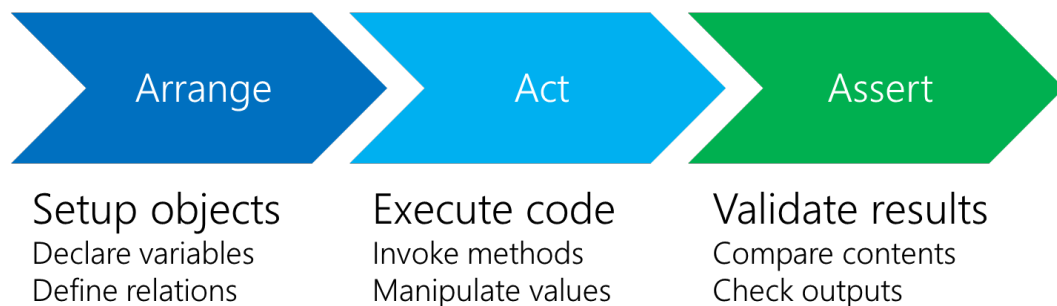 Arrange
Act
Assert
Setup objects
Declare variables
Define relations
Execute code
Invoke methods
Manipulate values
Validate results
Compare contents
Check outputs